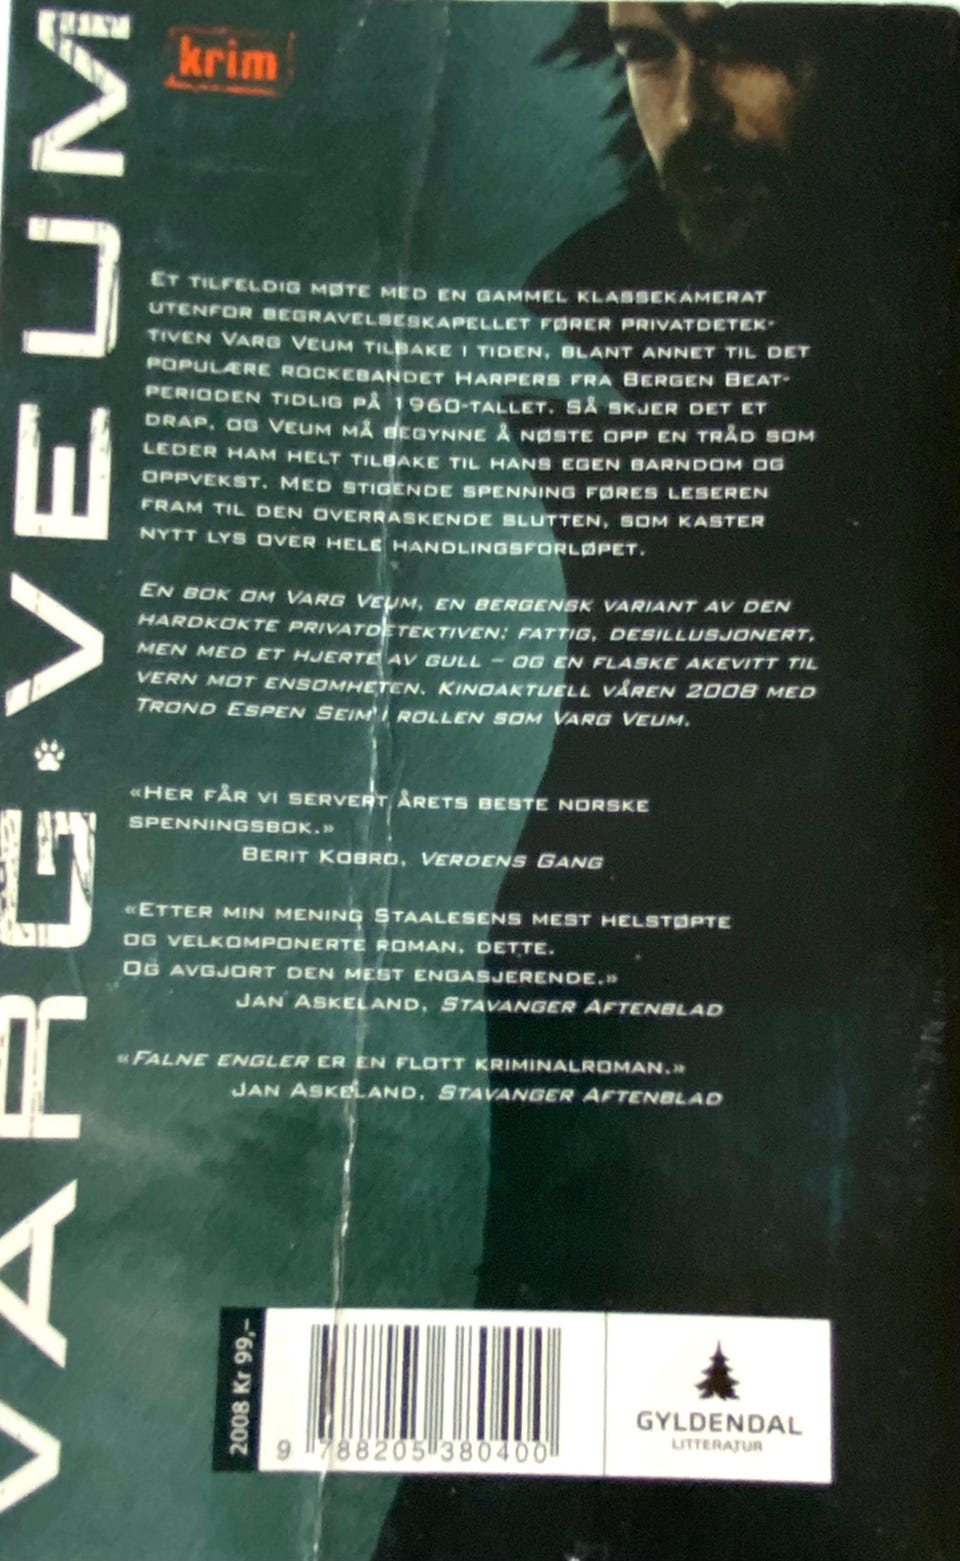 VARG VEUM
krim
ET TILFELDIG MØTE MED EN GAMMEL KLASSEKAMERAT
UTENFOR BEGRAVELSESKAPELLET FØRER PRIVATDETEK-
TIVEN VARG VEUM TILBAKE I TIDEN, BLANT ANNET TIL DET
POPULÆRE ROCKEBANDET HARPERS FRA BERGEN BEAT-
PERIODEN TIDLIG PÅ 1960-TALLET. SÅ SKJER DET ET
DRAP, OG VEUM MÅ BEGYNNE Å NØSTE OPP EN TRÅD SOM
LEDER HAM HELT TILBAKE TIL HANS EGEN BARNDOM OG
OPPVEKST. MED STIGENDE SPENNING FØRES LESEREN
FRAM TIL DEN OVERRASKENDE SLUTTEN, SOM KASTER
NYTT LYS OVER HELE HANDLINGSFORLØPET.
EN BOK OM VARG VEUM, EN BERGENSK VARIANT AV DEN
HARDKOKTE PRIVATDETEKTIVEN: FATTIG, DESILLUSJONERT,
MEN MED ET HJERTE AV GULL – OG EN FLASKE AKEVITT TIL
VERN MOT ENSOMHETEN. KINOAKTUELL VÅREN 2008 MED
TROND ESPEN SEIM I ROLLEN SOM VARG VEUM.
«HER FÅR VI SERVERT ÅRETS BESTE NORSKE
SPENNINGSBOK.»
BERIT KOBRO, VERDENS GANG
«ETTER MIN MENING STAALESENS MEST HELSTØPTE
OG VELKOMPONERTE ROMAN, DETTE.
OG AVGJORT DEN MEST ENGASJERENDE.»
JAN ASKELAND, STAVANGER AFTENBLAD
«FALNE ENGLER ER EN FLOTT KRIMINALROMAN.»
JAN ASKELAND, STAVANGER AFTENBLAD
2008 Kr 99,–
9 788205 380400
GYLDENDAL
LITTERATUR